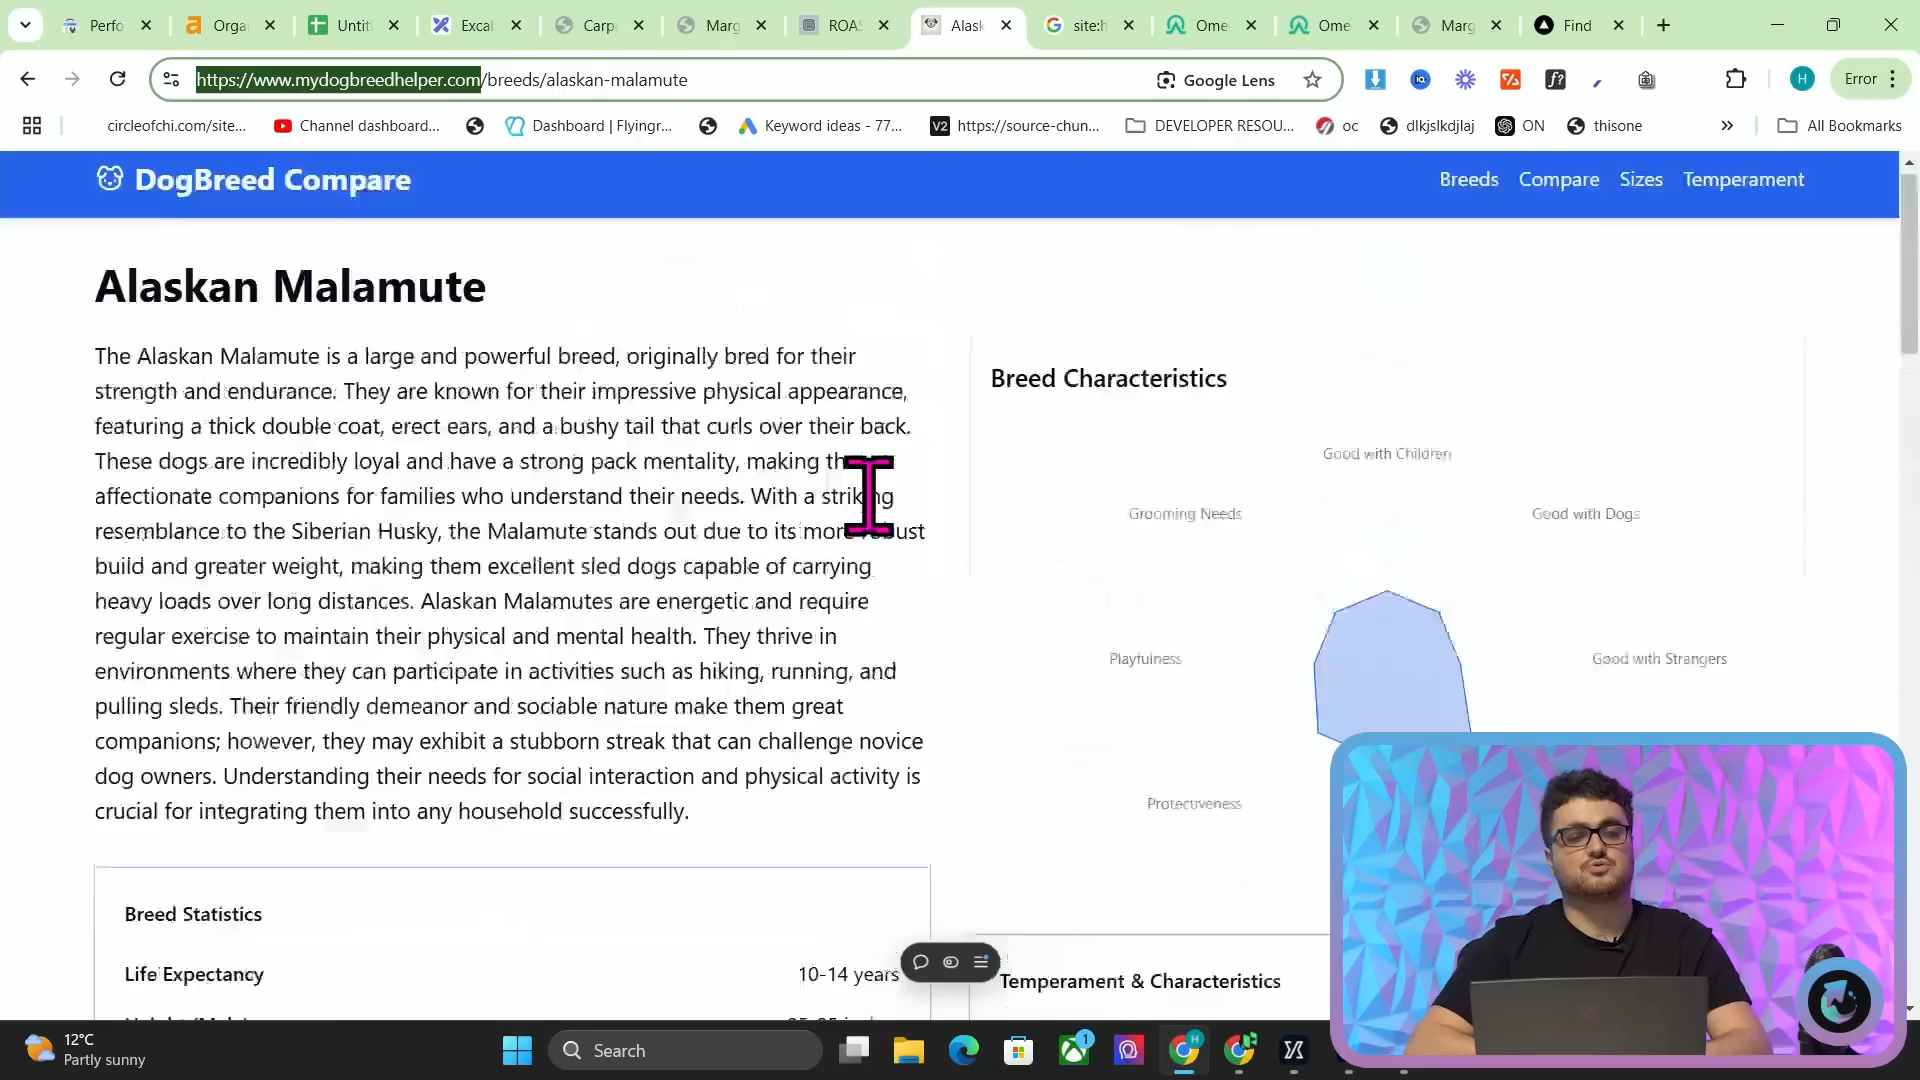 Perfo
Orga
Untitl
Excal
Carp
Marg
ROAS
Alask
site:h
Ome
Ome
Marg
Find
https://www.mydogbreedhelper.com/breeds/alaskan-malamute
Google Lens
H
Error
circleofchi.com/site...
Channel dashboard...
Dashboard | Flyingr...
Keyword ideas - 77...
V2
https://source-chun...
DEVELOPER RESOU...
oc
dlkjslkdjlaj
ON
thisone
All Bookmarks
DogBreed Compare
Breeds
Compare
Sizes
Temperament
Alaskan Malamute
The Alaskan Malamute is a large and powerful breed, originally bred for their
strength and endurance. They are known for their impressive physical appearance,
featuring a thick double coat, erect ears, and a bushy tail that curls over their back.
These dogs are incredibly loyal and have a strong pack mentality, making
affectionate companions for families who understand their needs. With a striking
resemblance to the Siberian Husky, the Malamute stands out due to its more robust
build and greater weight, making them excellent sled dogs capable of carrying
heavy loads over long distances. Alaskan Malamutes are energetic and require
regular exercise to maintain their physical and mental health. They thrive in
environments where they can participate in activities such as hiking, running, and
pulling sleds. Their friendly demeanor and sociable nature make them great
companions; however, they may exhibit a stubborn streak that can challenge novice
dog owners. Understanding their needs for social interaction and physical activity is
crucial for integrating them into any household successfully.
Breed Characteristics
Good with Children
Grooming Needs
Good with Dogs
Playfulness
Good with Strangers
Protectiveness
Breed Statistics
Life Expectancy
10-14 years
Temperament & Characteristics
12°C
Partly sunny
Search
1
H